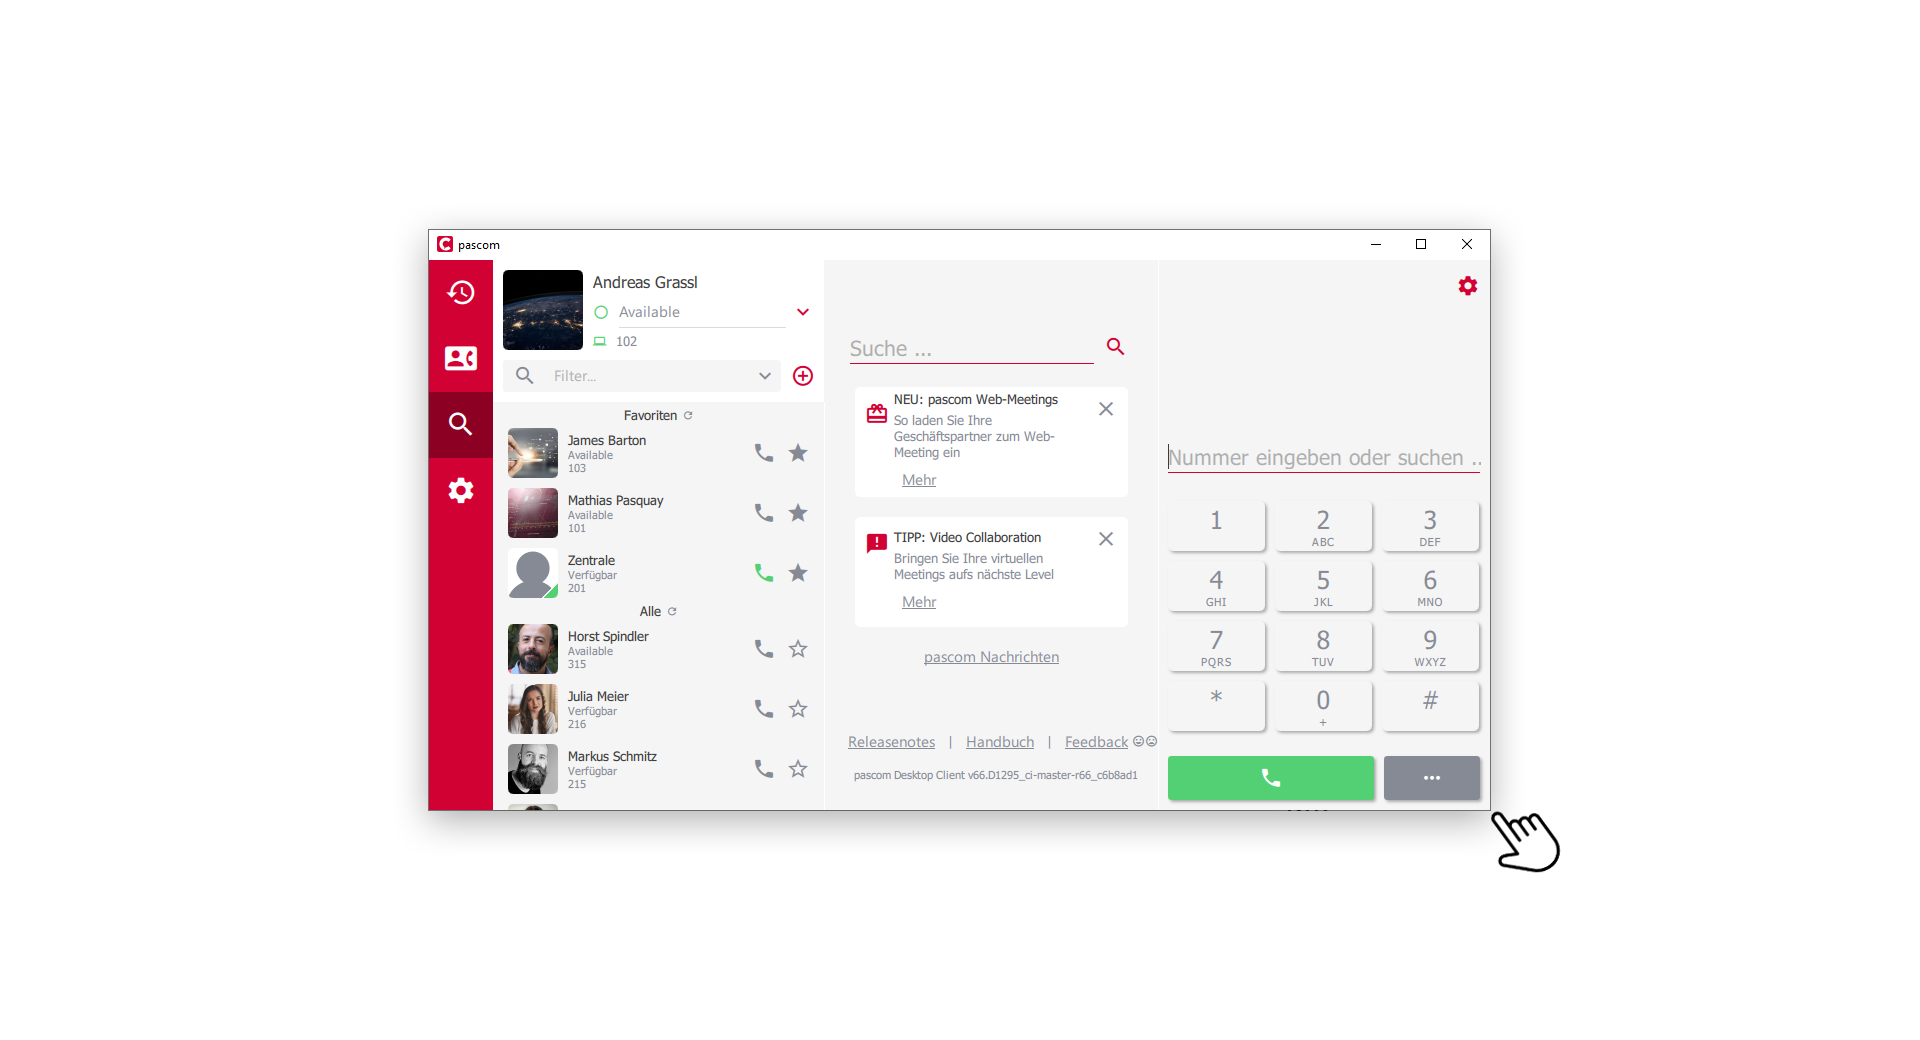 pascom
Andreas Grassl
Available
102
Filter...
Favoriten
James Barton
Available
103
Mathias Pasquay
Available
101
Zentrale
Verfügbar
201
Alle
Horst Spindler
Available
315
Julia Meier
Verfügbar
216
Markus Schmitz
Verfügbar
215
Suche ...
NEU: pascom Web-Meetings
So laden Sie Ihre
Geschäftspartner zum Web-
Meeting ein
Mehr
TIPP: Video Collaboration
Bringen Sie Ihre virtuellen
Meetings aufs nächste Level
Mehr
pascom Nachrichten
Releasenotes | Handbuch | Feedback
pascom Desktop Client v66.D1295_ci-master-r66_c6b8ad1
Nummer eingeben oder suchen ..
1 2 3
ABC DEF
4 5 6
GHI JKL MNO
7 8 9
PQRS TUV WXYZ
* 0 #
+